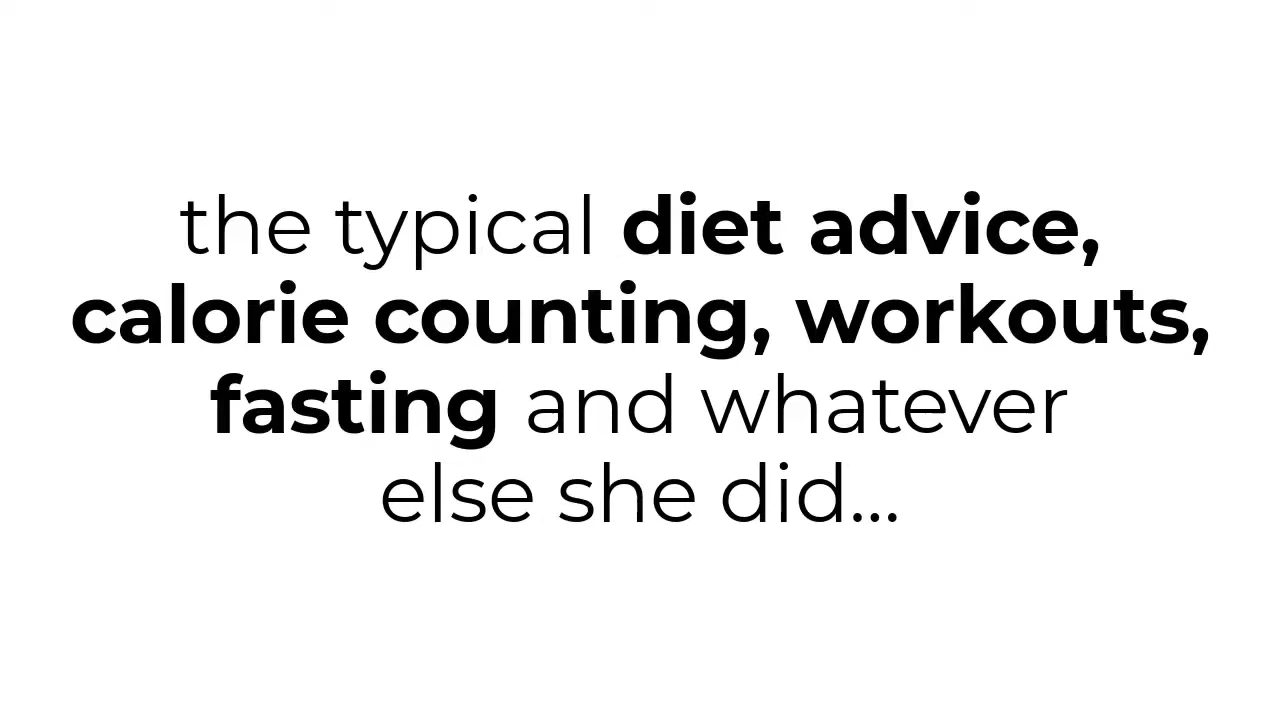 the typical diet advice,
calorie counting, workouts,
fasting and whatever
else she did...